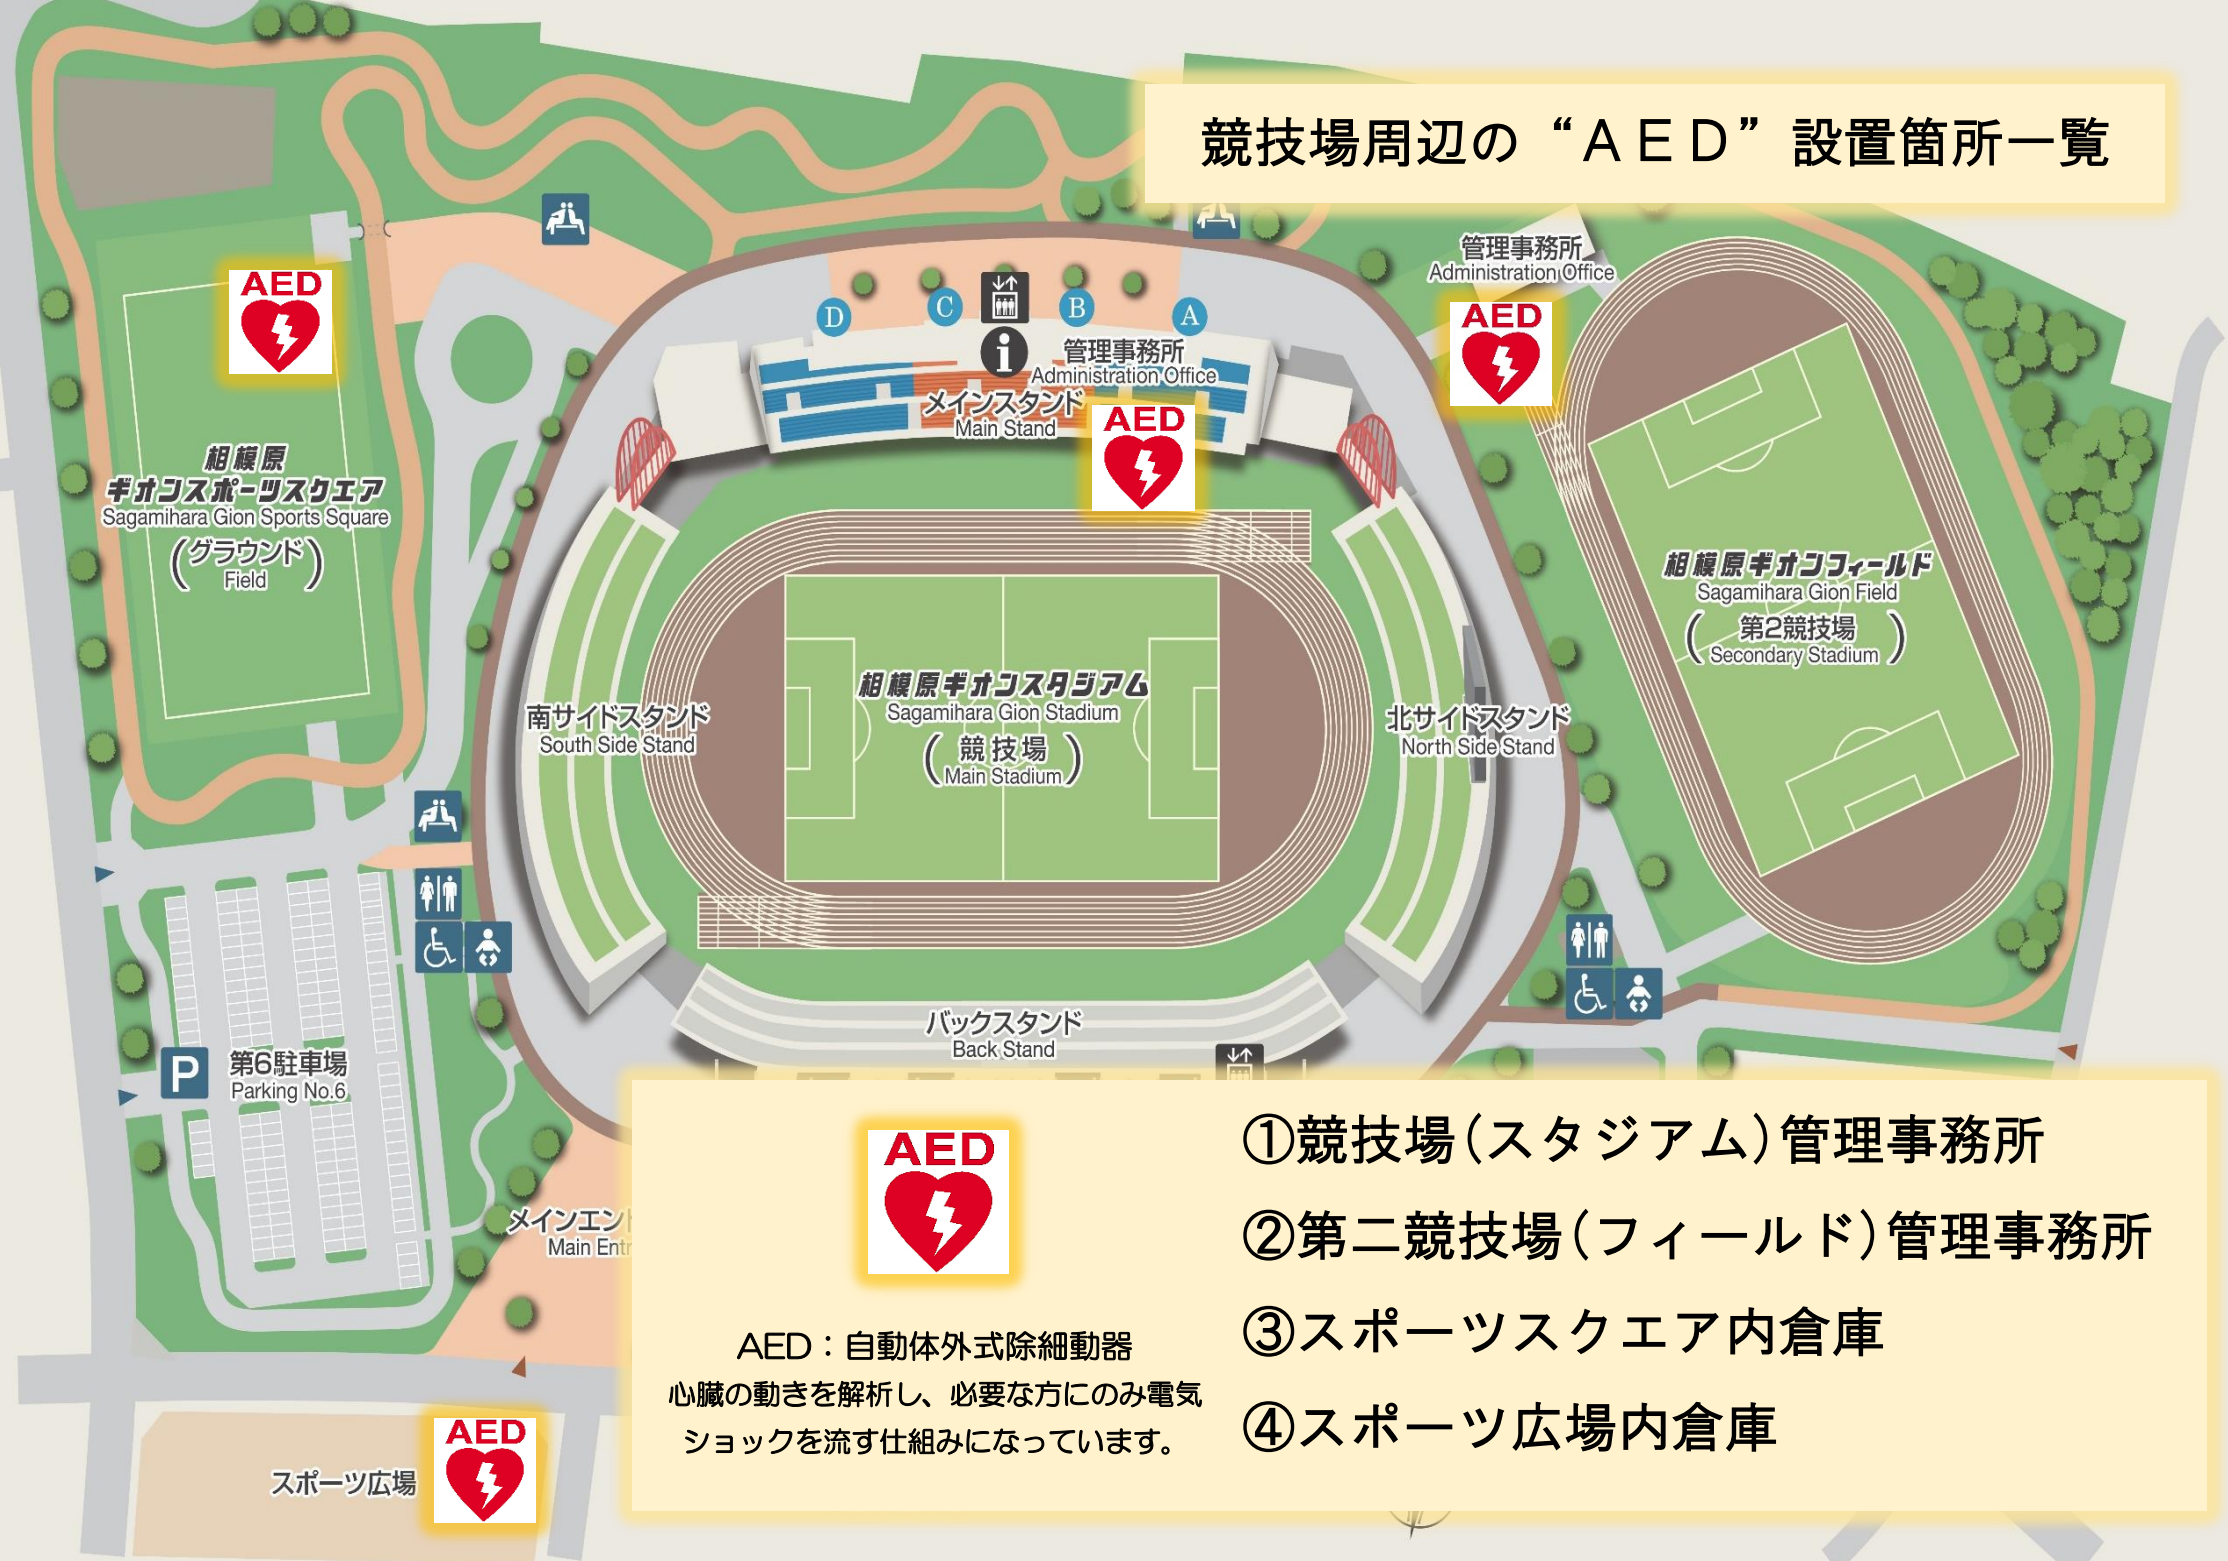 競技場周辺の“ＡＥＤ”設置箇所一覧
管理事務所
Administration Office
AED
AED
D
C
B
A
i
管理事務所
Administration Office
メインスタンド
Main Stand
AED
相模原
ギオンスポーツスクエア
Sagamihara Gion Sports Square
(グラウンド)
Field
相模原ギオンフィールド
Sagamihara Gion Field
(第2競技場)
Secondary Stadium
相模原ギオンスタジアム
Sagamihara Gion Stadium
(競技場)
Main Stadium
南サイドスタンド
South Side Stand
北サイドスタンド
North Side Stand
バックスタンド
Back Stand
P
第6駐車場
Parking No.6
メインエン
Main Entr
AED
AED：自動体外式除細動器
心臓の動きを解析し、必要な方にのみ電気
ショックを流す仕組みになっています。
①競技場(スタジアム)管理事務所
②第二競技場(フィールド)管理事務所
③スポーツスクエア内倉庫
④スポーツ広場内倉庫
スポーツ広場
AED